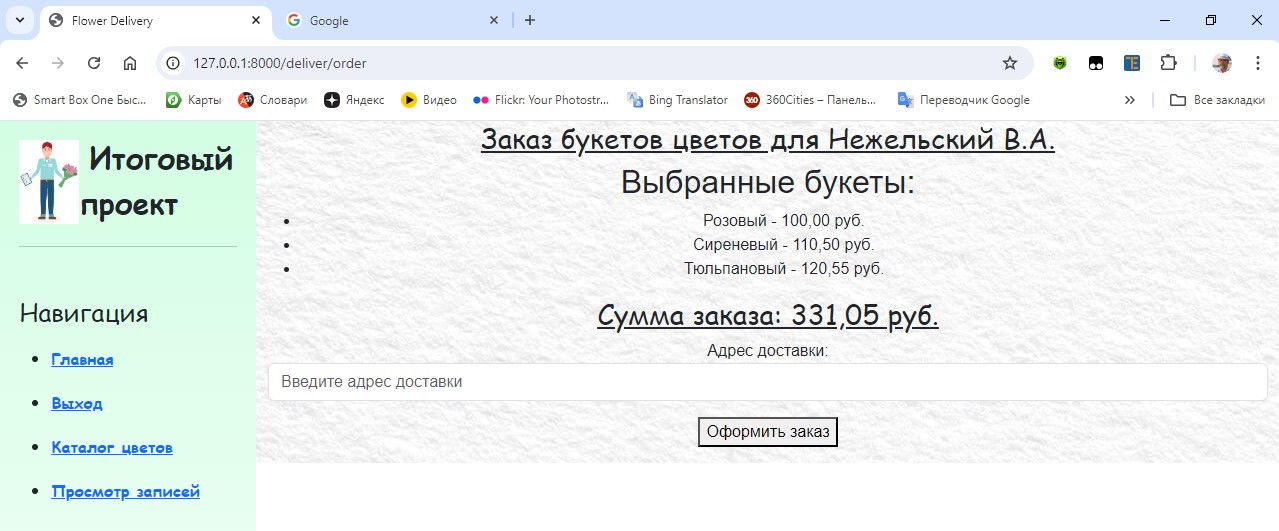 Flower Delivery
Google
127.0.0.1:8000/deliver/order
Smart Box One Быс...
Карты
Словари
Яндекс
Видео
Flickr: Your Photostr...
Bing Translator
360Cities – Панель...
Переводчик Google
Все закладки
Итоговый
проект
Навигация
Главная
Выход
Каталог цветов
Просмотр записей
Заказ букетов цветов для Нежельский В.А.
Выбранные букеты:
Розовый - 100,00 руб.
Сиреневый - 110,50 руб.
Тюльпановый - 120,55 руб.
Сумма заказа: 331,05 руб.
Адрес доставки:
Введите адрес доставки
Оформить заказ